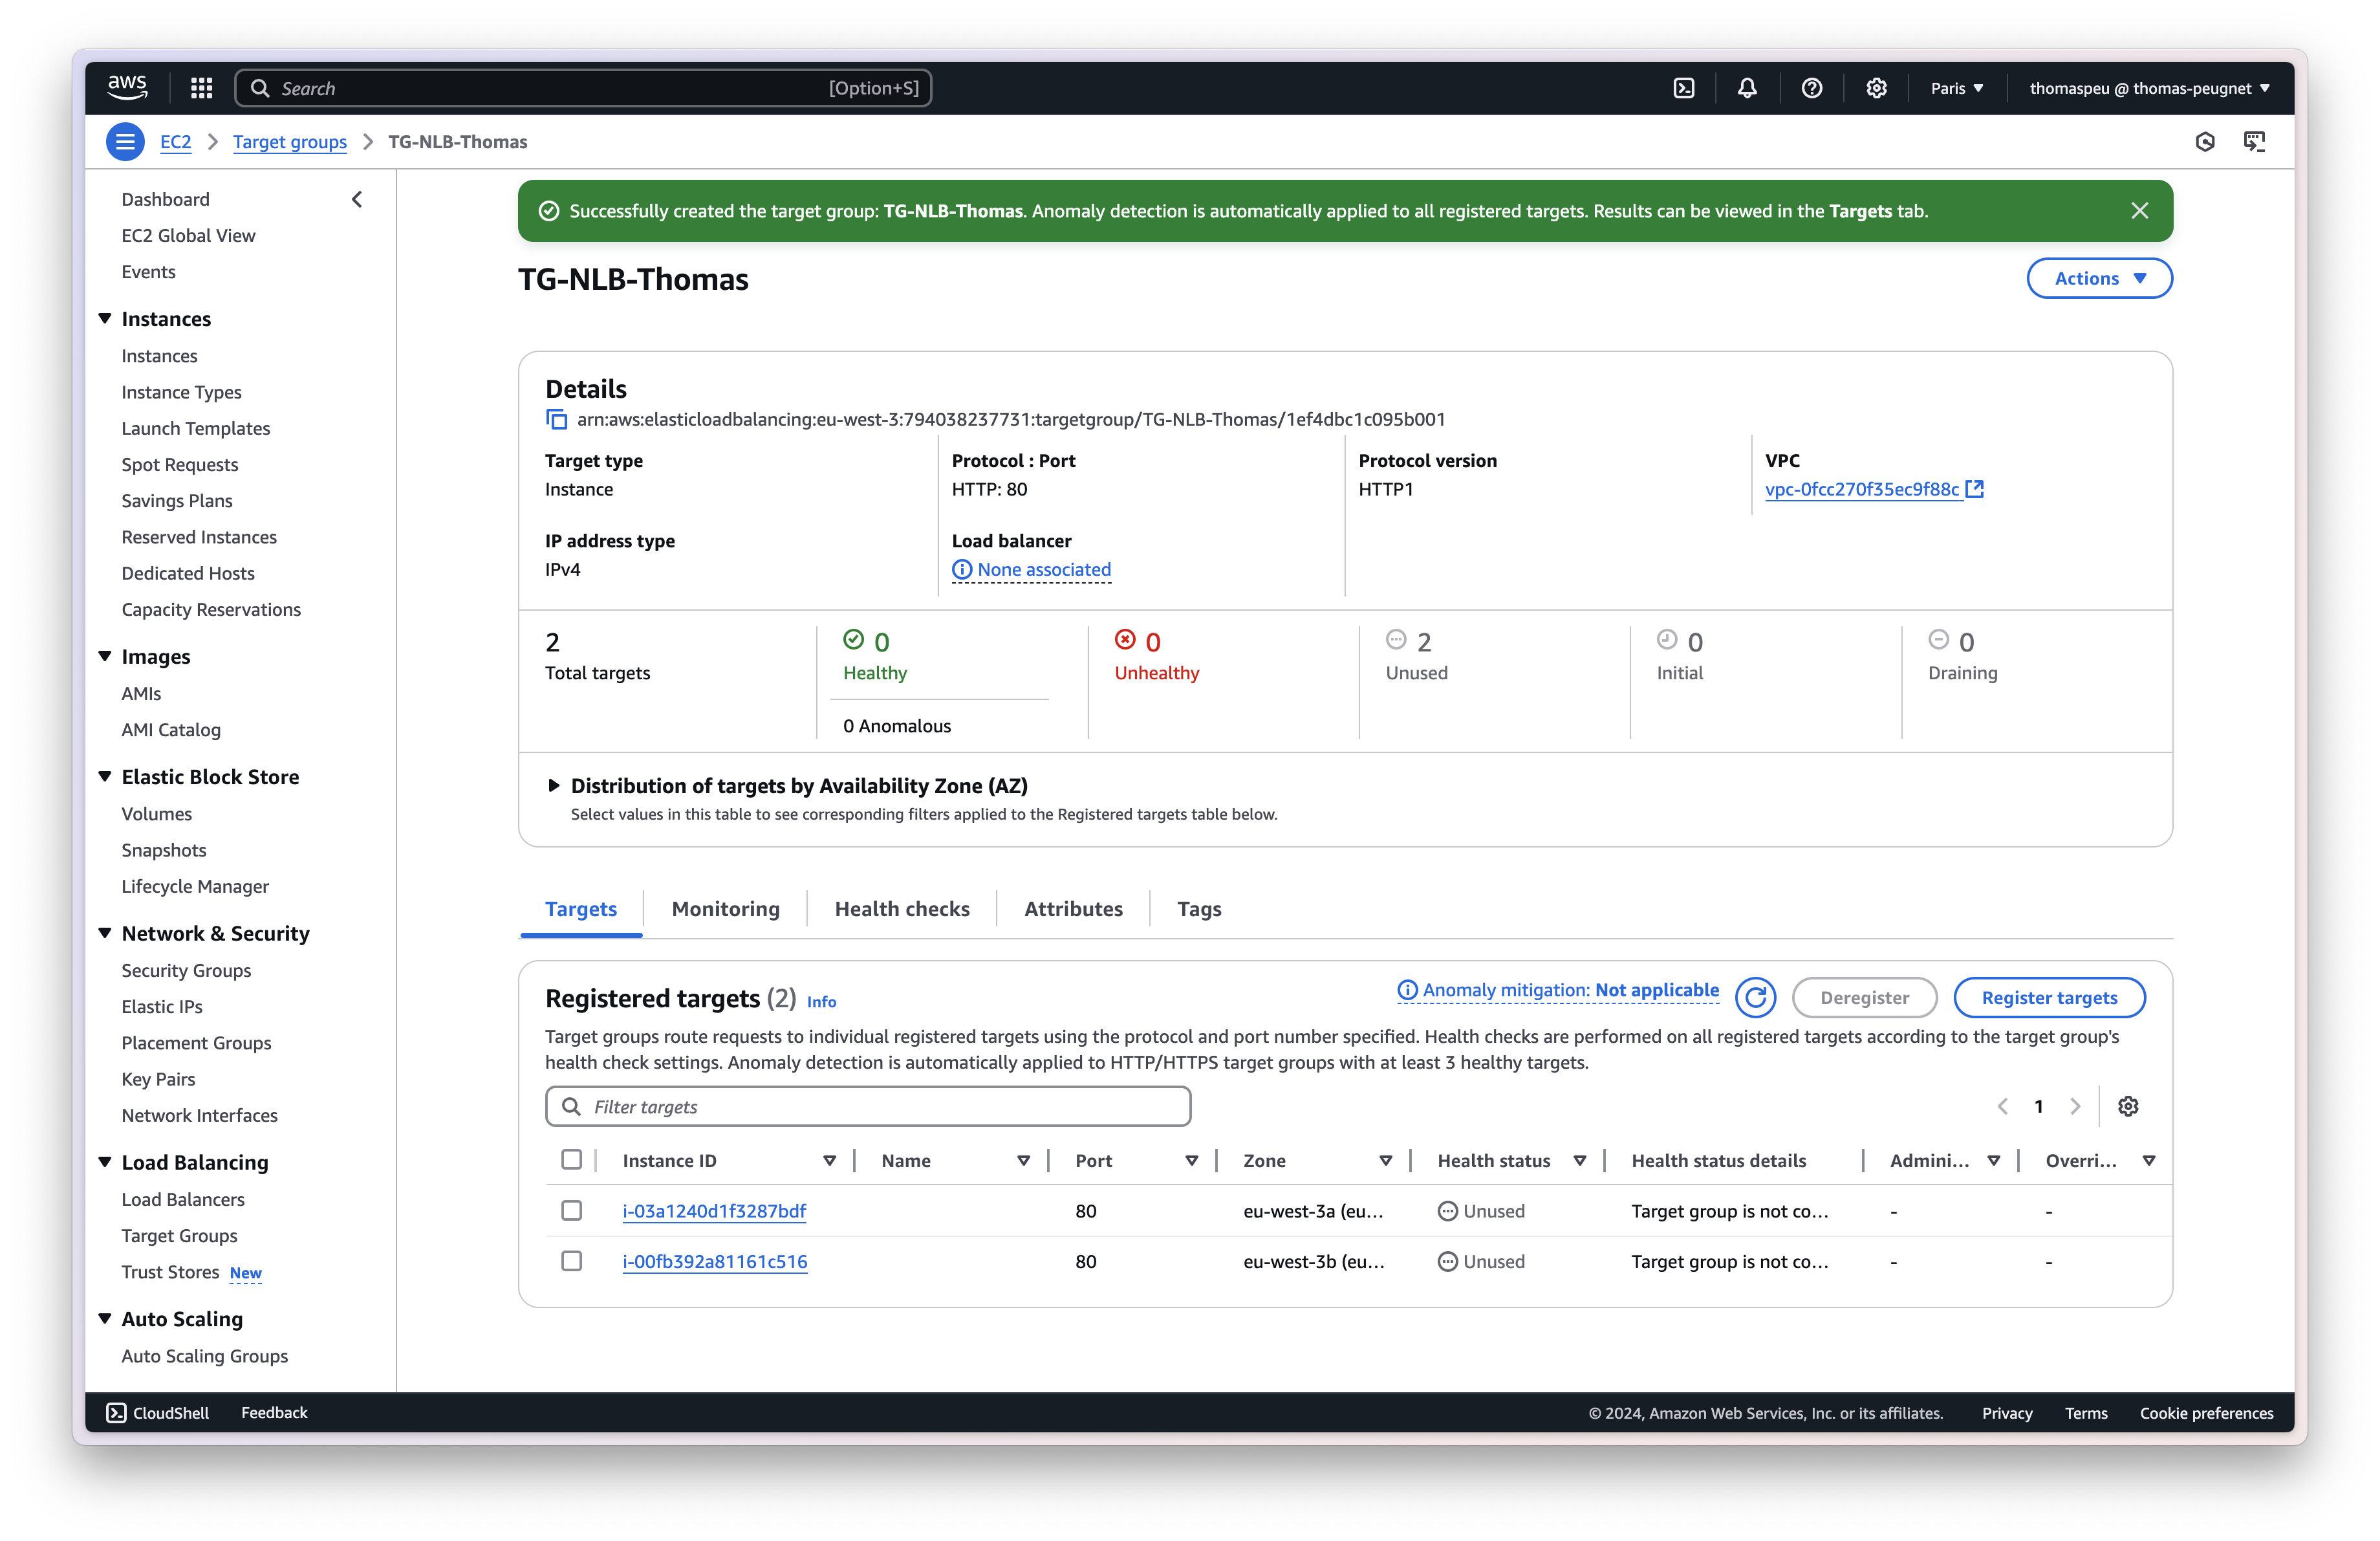 aws
Search [Option+S]
Paris ▼
thomaspeu @ thomas-peugnet ▼
EC2 > Target groups > TG-NLB-Thomas
Dashboard
EC2 Global View
Events
Instances
Instances
Instance Types
Launch Templates
Spot Requests
Savings Plans
Reserved Instances
Dedicated Hosts
Capacity Reservations
Images
AMIs
AMI Catalog
Elastic Block Store
Volumes
Snapshots
Lifecycle Manager
Network & Security
Security Groups
Elastic IPs
Placement Groups
Key Pairs
Network Interfaces
Load Balancing
Load Balancers
Target Groups
Trust Stores New
Auto Scaling
Auto Scaling Groups
Successfully created the target group: TG-NLB-Thomas. Anomaly detection is automatically applied to all registered targets. Results can be viewed in the Targets tab.
TG-NLB-Thomas
Actions ▼
Details
arn:aws:elasticloadbalancing:eu-west-3:794038237731:targetgroup/TG-NLB-Thomas/1ef4dbc1c095b001
Target type
Instance
Protocol : Port
HTTP: 80
Protocol version
HTTP1
VPC
vpc-0fcc270f35ec9f88c
IP address type
IPv4
Load balancer
None associated
2
Total targets
0
Healthy
0 Anomalous
0
Unhealthy
2
Unused
0
Initial
0
Draining
Distribution of targets by Availability Zone (AZ)
Select values in this table to see corresponding filters applied to the Registered targets table below.
Targets Monitoring Health checks Attributes Tags
Registered targets (2) Info
Anomaly mitigation: Not applicable
Deregister
Register targets
Target groups route requests to individual registered targets using the protocol and port number specified. Health checks are performed on all registered targets according to the target group's
health check settings. Anomaly detection is automatically applied to HTTP/HTTPS target groups with at least 3 healthy targets.
Filter targets
1
Instance ID Name Port Zone Health status Health status details Admini... Overri...
i-03a1240d1f3287bdf 80 eu-west-3a (eu... Unused Target group is not co... - -
i-00fb392a81161c516 80 eu-west-3b (eu... Unused Target group is not co... - -
CloudShell Feedback
© 2024, Amazon Web Services, Inc. or its affiliates. Privacy Terms Cookie preferences